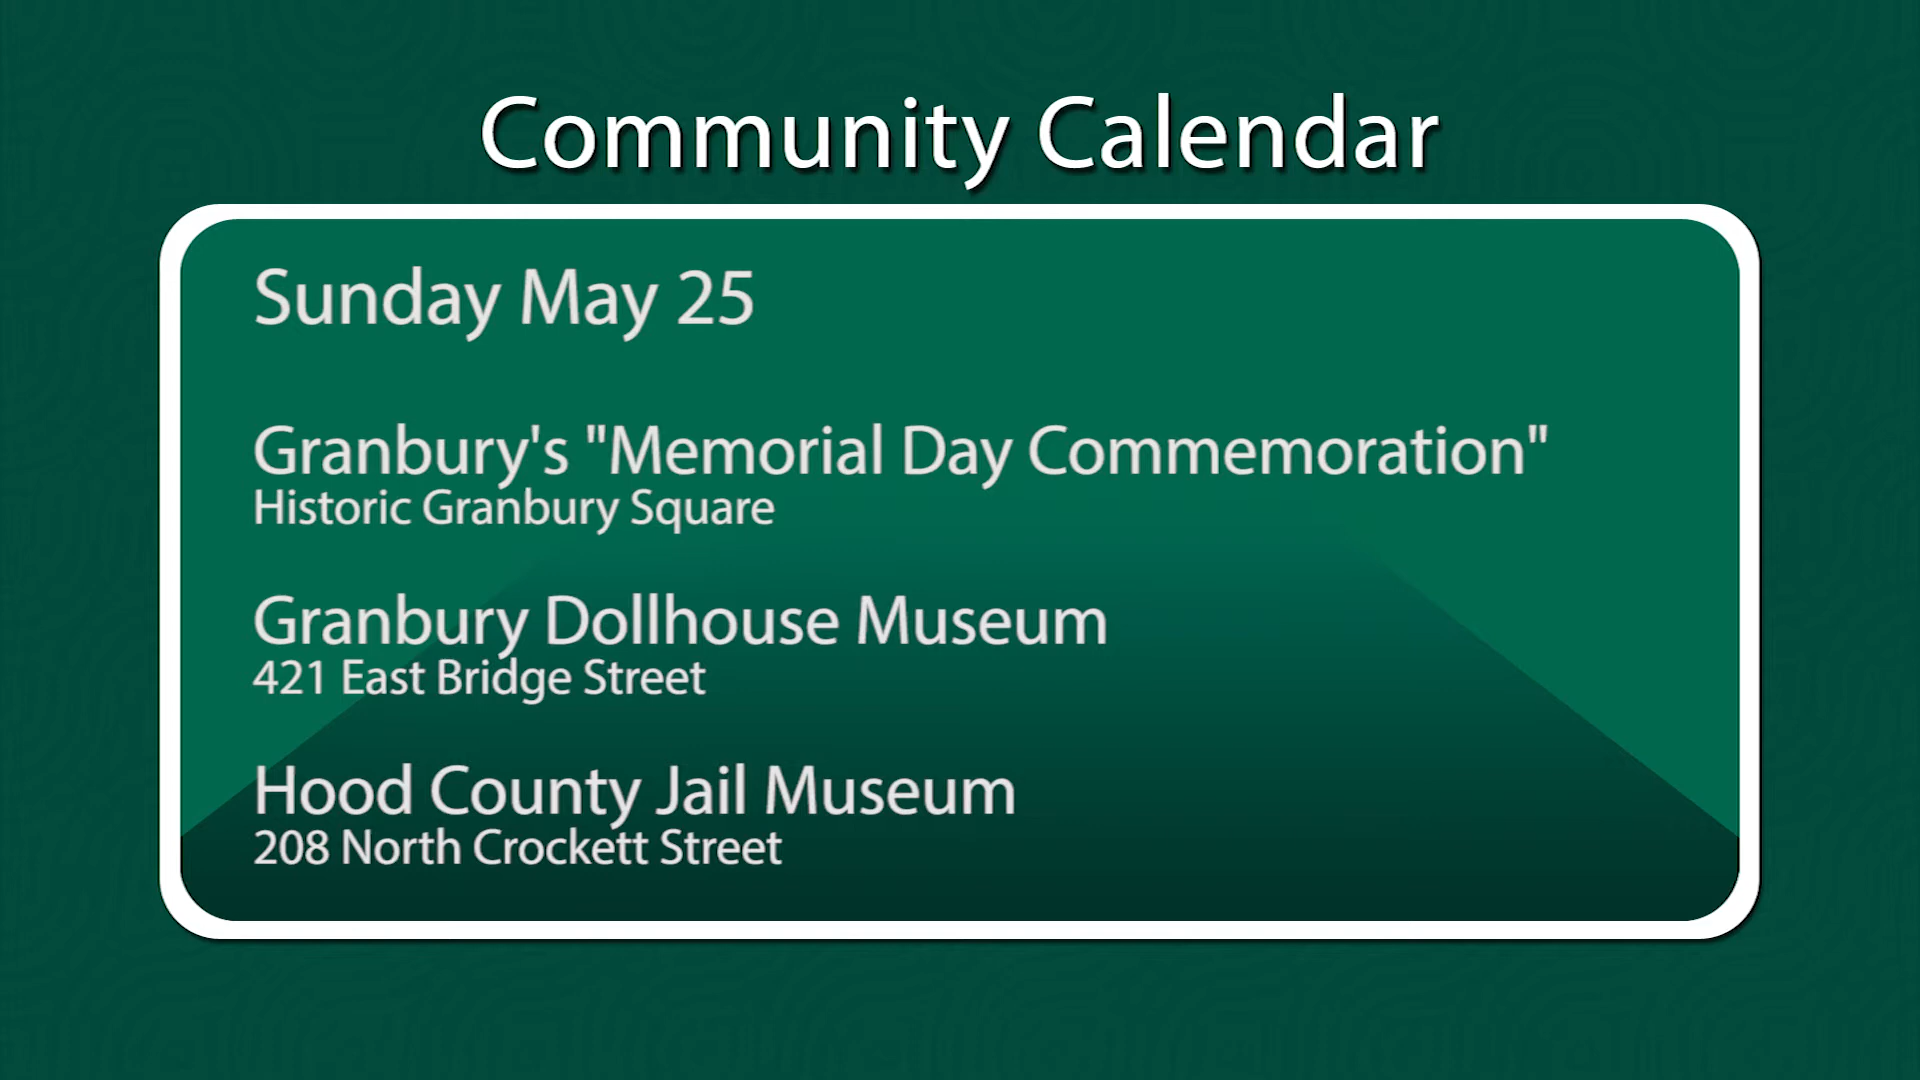 Community Calendar
Sunday May 25
Granbury's "Memorial Day Commemoration"
Historic Granbury Square
Granbury Dollhouse Museum
421 East Bridge Street
Hood County Jail Museum
208 North Crockett Street